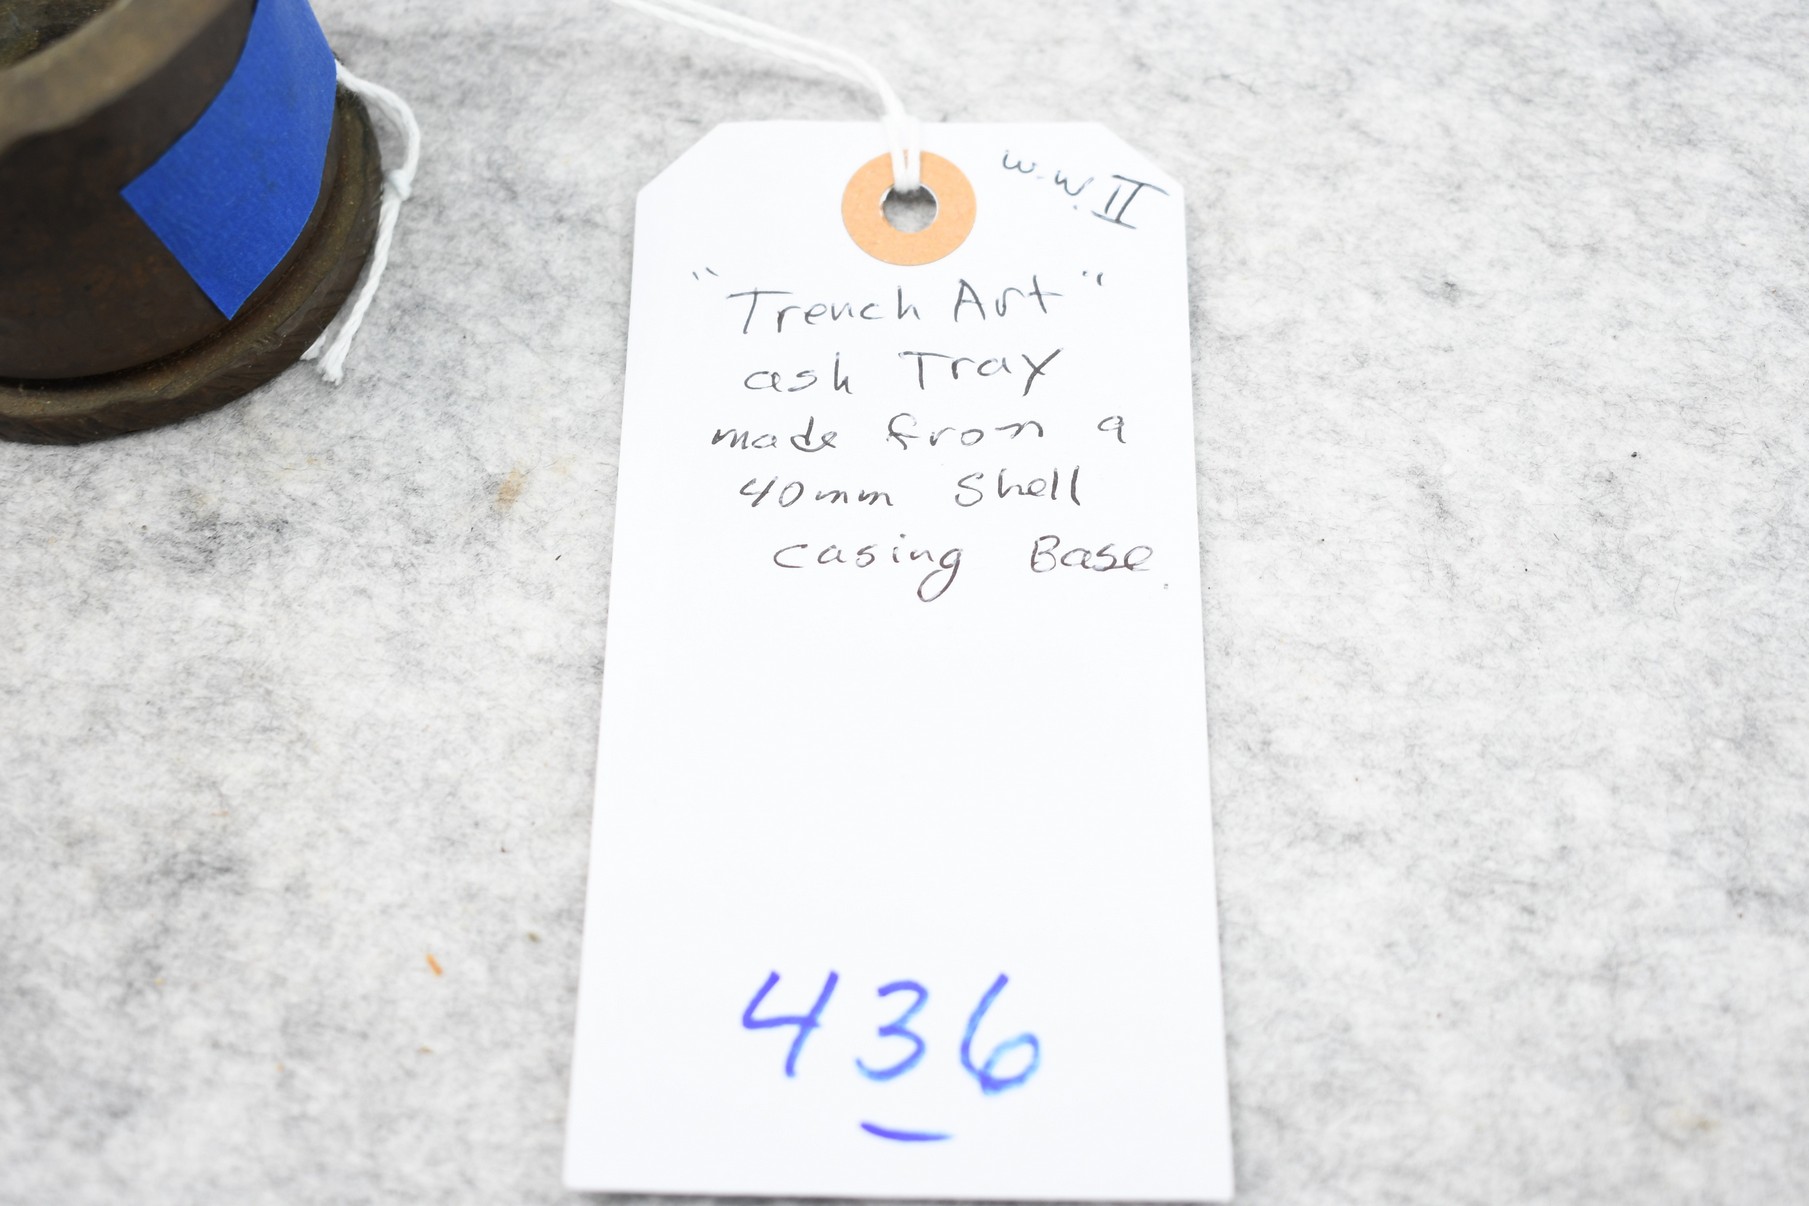 W.W.II
"Trench Art"
ash Tray
made from a
40mm Shell
casing Base.
436